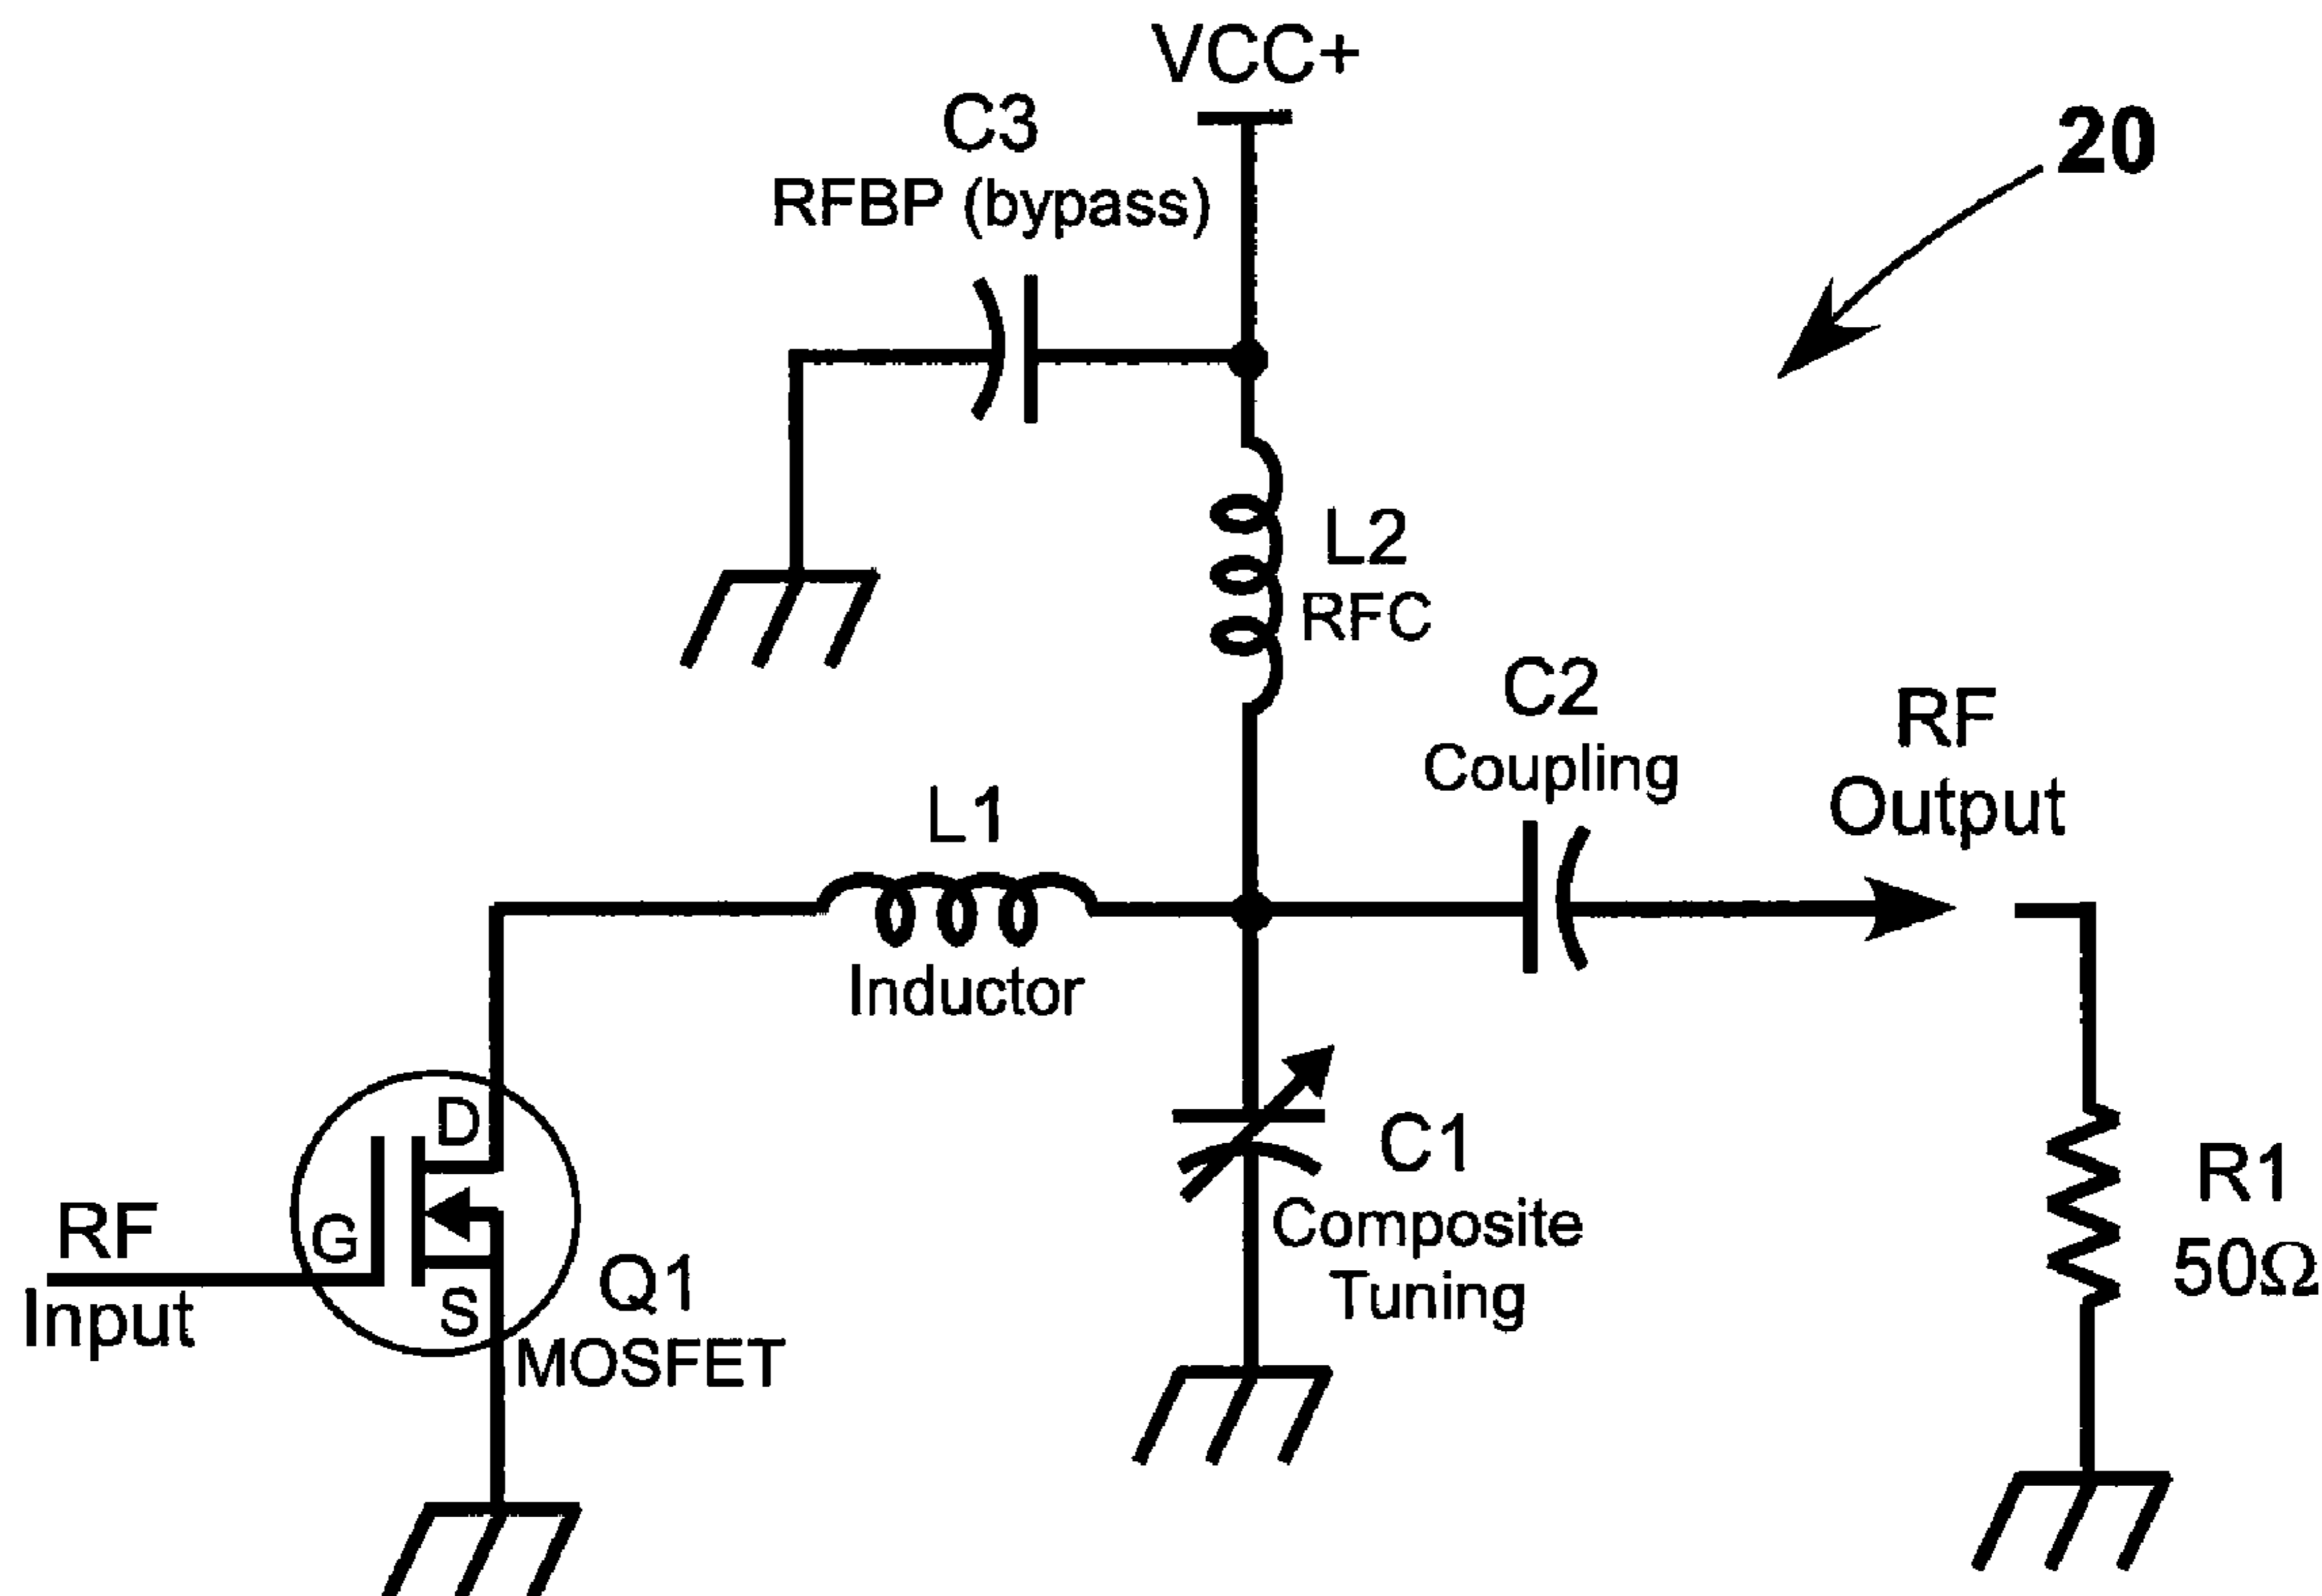 VCC+
C3
RFBP (bypass)
20
L2
RFC
C2
Coupling
RF
Output
L1
Inductor
D
G
S
RF
Input
Q1
MOSFET
C1
Composite
Tuning
R1
50Ω